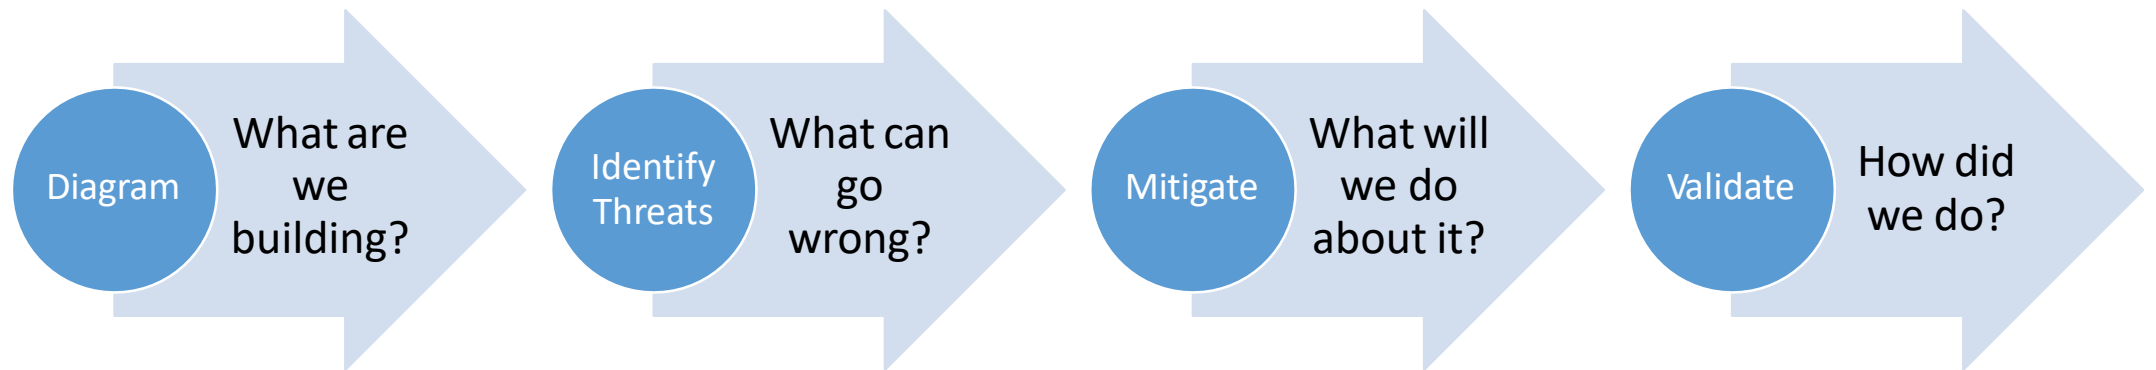 Diagram
What are
we
building?
Identify
Threats
What can
go
wrong?
Mitigate
What will
we do
about it?
Validate
How did
we do?